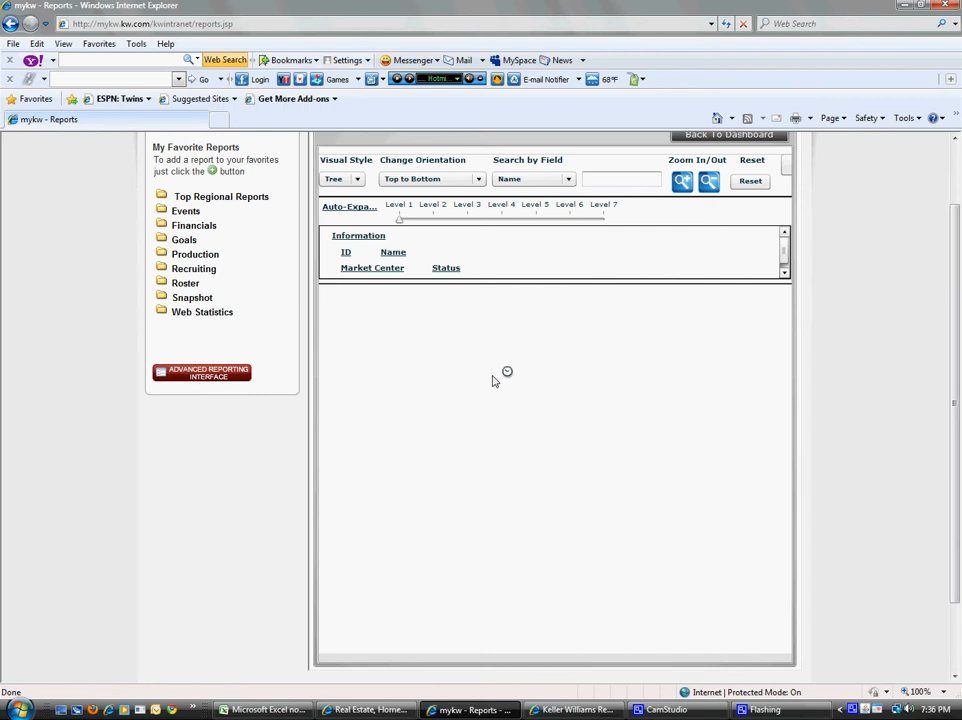 mykw - Reports - Windows Internet Explorer
http://mykw.kw.com/kwintranet/reports.jsp
Web Search
File Edit View Favorites Tools Help
Web Search Bookmarks Settings Messenger Mail MySpace News
Go Login Games Hotmi... E-mail Notifier 68°F
Favorites ESPN: Twins Suggested Sites Get More Add-ons
mykw - Reports
Page Safety Tools
Back To Dashboard
My Favorite Reports
To add a report to your favorites
just click the button
Top Regional Reports
Events
Financials
Goals
Production
Recruiting
Roster
Snapshot
Web Statistics
ADVANCED REPORTING
INTERFACE
Visual Style Change Orientation Search by Field Zoom In/Out Reset
Tree Top to Bottom Name Reset
Auto-Expa... Level 1 Level 2 Level 3 Level 4 Level 5 Level 6 Level 7
Information
ID Name
Market Center Status
Done
Internet | Protected Mode: On
100%
Microsoft Excel no... Real Estate, Home... mykw - Reports - ... Keller Williams Re... CamStudio Flashing
7:36 PM